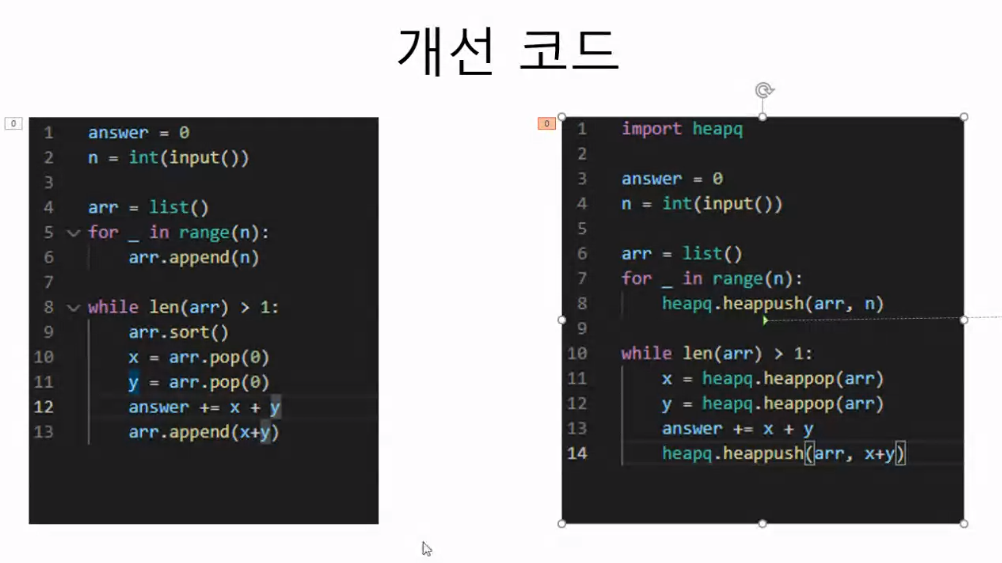 개선 코드
0
1 answer = 0
2 n = int(input())
3
4 arr = list()
5 for _ in range(n):
6 arr.append(n)
7
8 while len(arr) > 1:
9 arr.sort()
10 x = arr.pop(0)
11 y = arr.pop(0)
12 answer += x + y
13 arr.append(x+y)
0
1 import heapq
2
3 answer = 0
4 n = int(input())
5
6 arr = list()
7 for _ in range(n):
8 heapq.heappush(arr, n)
9
10 while len(arr) > 1:
11 x = heapq.heappop(arr)
12 y = heapq.heappop(arr)
13 answer += x + y
14 heapq.heappush(arr, x+y)